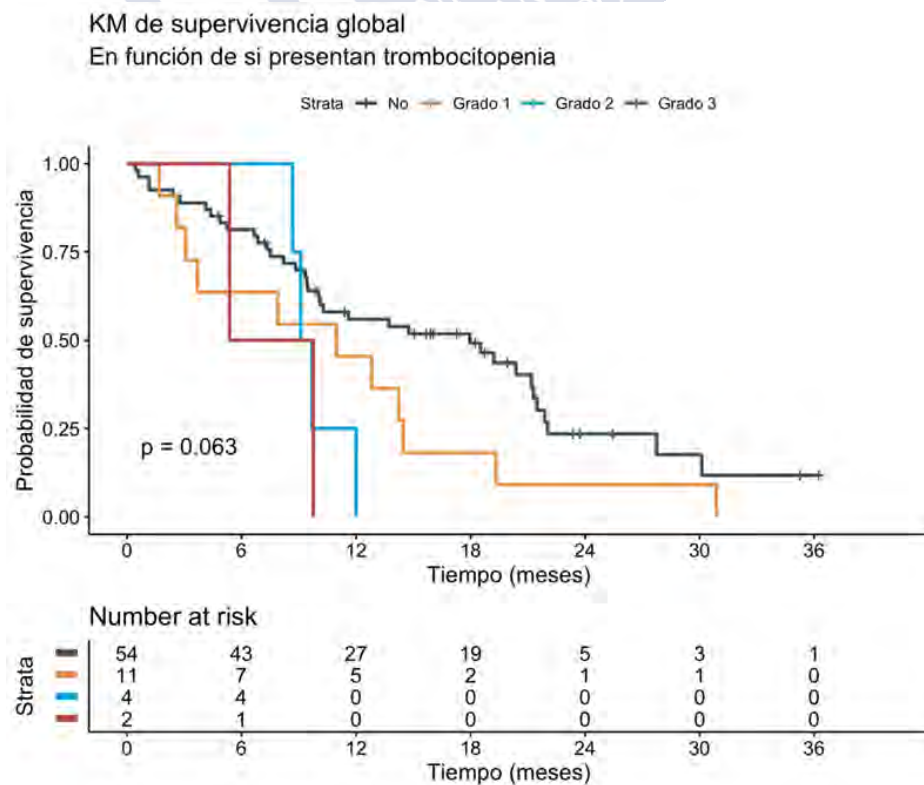 KM de supervivencia global
En función de si presentan trombocitopenia
Strata No Grado 1 Grado 2 Grado 3
1.00
0.75
0.50
0.25
0.00
Probabilidad de supervivencia
p = 0.063
0 6 12 18 24 30 36
Tiempo (meses)
Number at risk
Strata
54 43 27 19 5 3 1
11 7 5 2 1 1 0
4 4 0 0 0 0 0
2 1 0 0 0 0 0
0 6 12 18 24 30 36
Tiempo (meses)